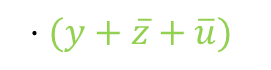 · (y + z̄ + ū)